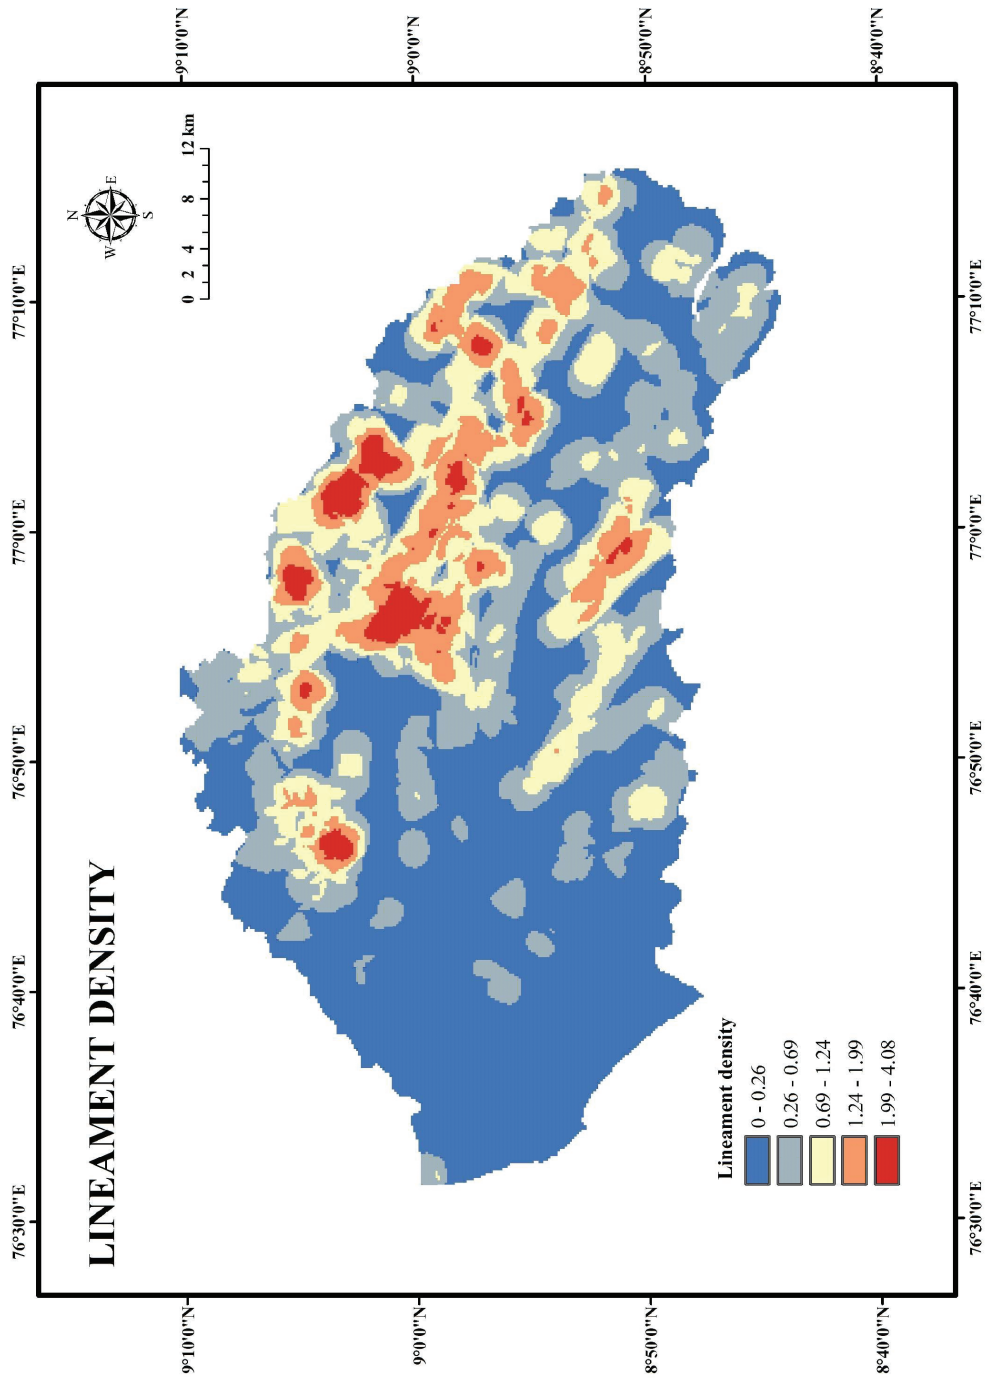 LINEAMENT DENSITY
76°30'0"E
76°40'0"E
76°50'0"E
77°0'0"E
77°10'0"E
N
W
E
S
0
2
4
8
12 km
9°10'0"N
9°0'0"N
8°50'0"N
8°40'0"N
9°10'0"N
9°0'0"N
8°50'0"N
8°40'0"N
Lineament density
0 - 0.26
0.26 - 0.69
0.69 - 1.24
1.24 - 1.99
1.99 - 4.08
76°30'0"E
76°40'0"E
76°50'0"E
77°0'0"E
77°10'0"E